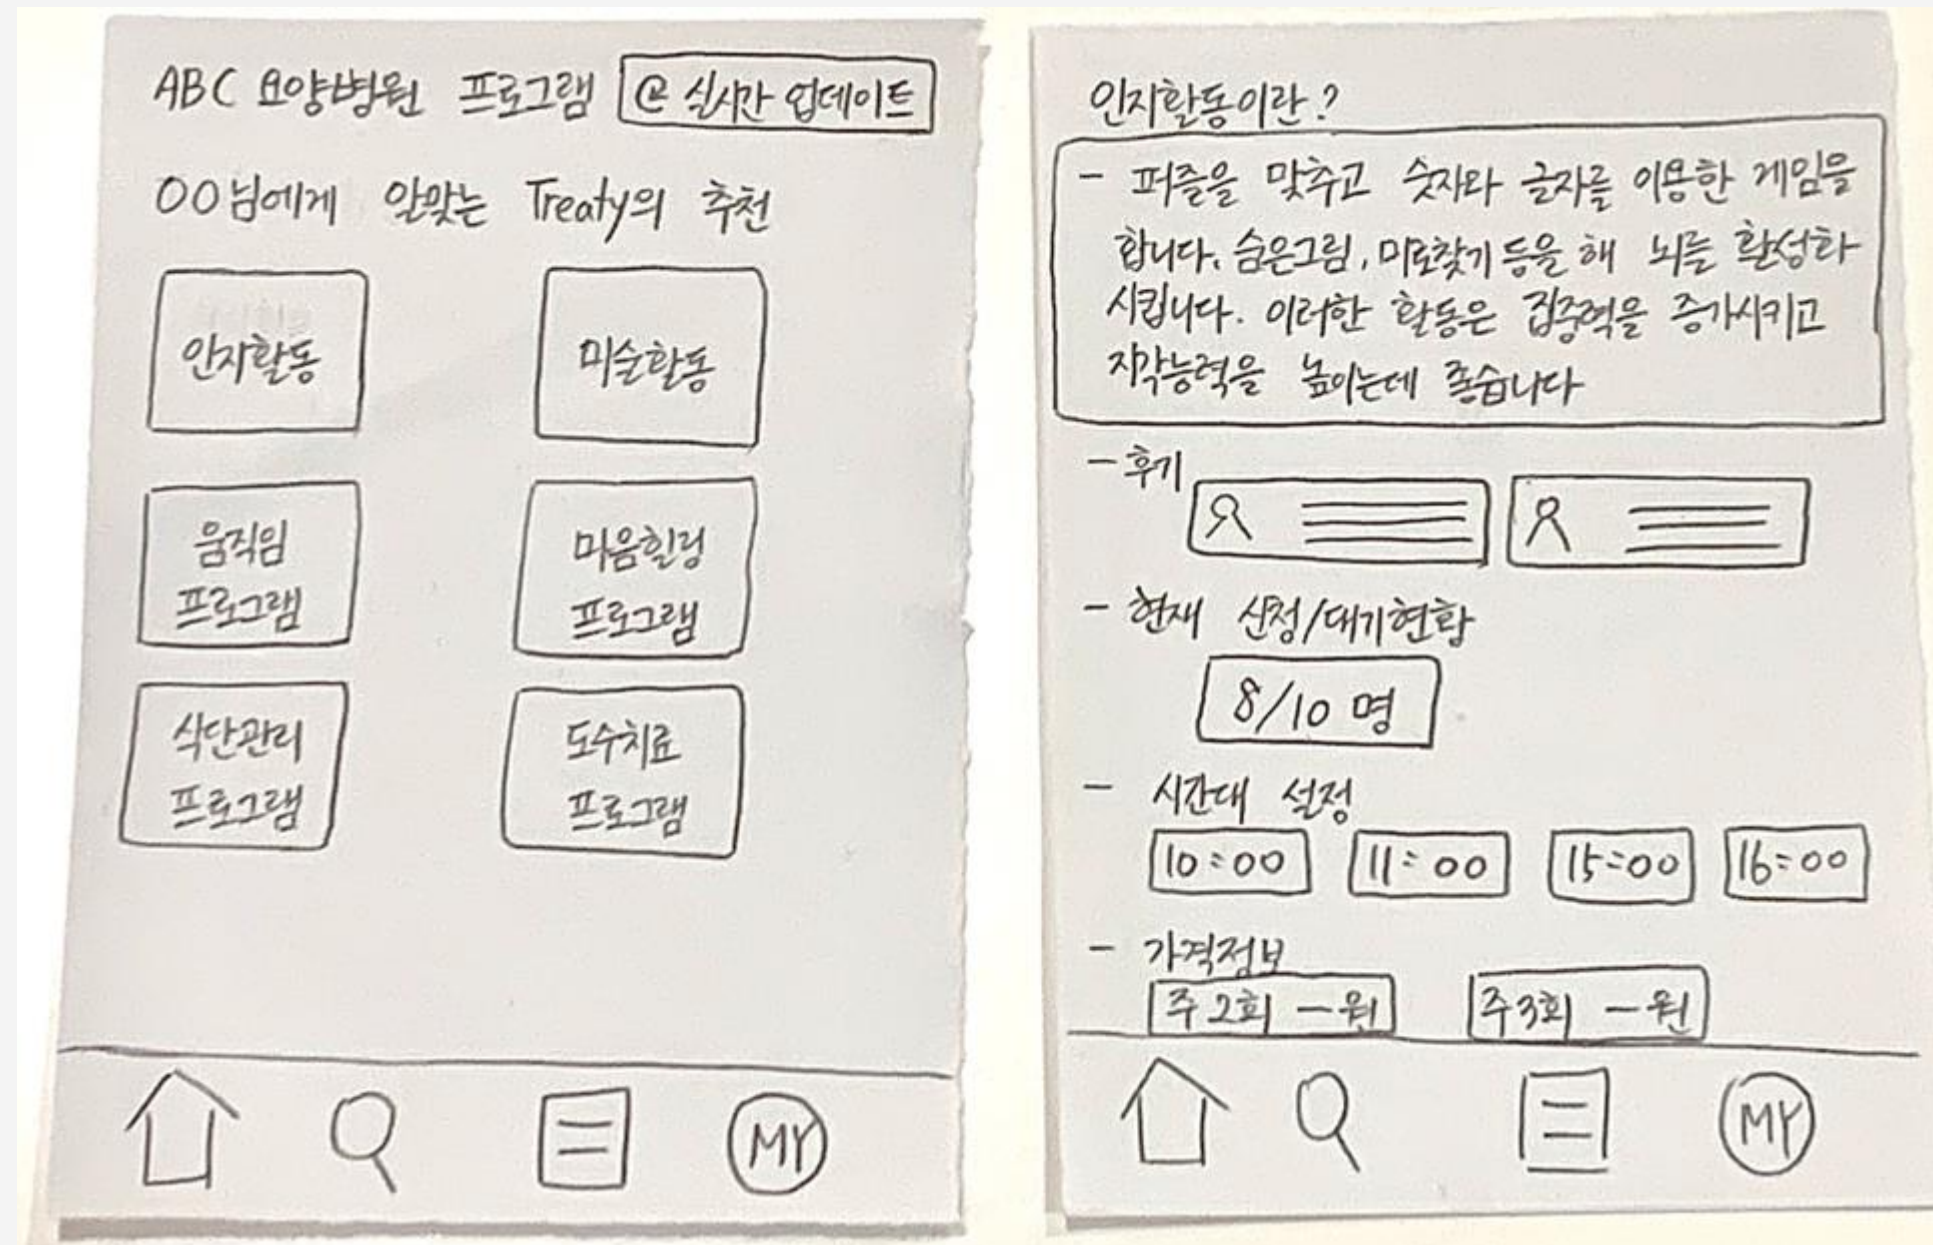 ABC 요양병원 프로그램 @ 실시간 업데이트
OO님에게 알맞는 Treaty의 추천
인지활동
미술활동
움직임
프로그램
마음힐링
프로그램
식단관리
프로그램
도수치료
프로그램
MY
인지활동이란?
- 퍼즐을 맞추고 숫자와 글자를 이용한 게임을
합니다. 숨은그림, 미로찾기 등을 해 뇌를 활성화
시킵니다. 이러한 활동은 집중력을 증가시키고
지각능력을 높이는데 좋습니다
- 후기
- 현재 신청/대기현황
8/10 명
- 시간대 설정
10:00 11:00 15:00 16:00
- 가격정보
주2회 -원 주3회 -원
MY